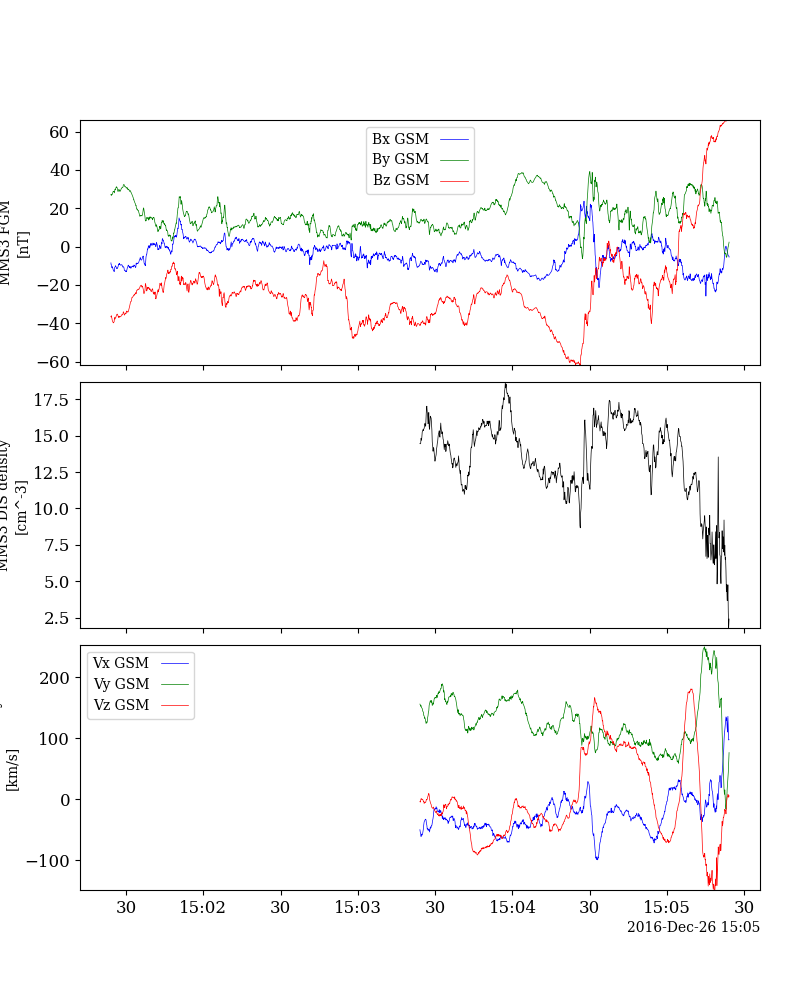 60
40
20
0
−20
−40
−60
MMS3 FGM
[nT]
Bx GSM
By GSM
Bz GSM
17.5
15.0
12.5
10.0
7.5
5.0
2.5
MMS3 DIS density
[cm^-3]
200
100
0
−100
[km/s]
Vx GSM
Vy GSM
Vz GSM
30 15:02 30 15:03 30 15:04 30 15:05 30
2016-Dec-26 15:05